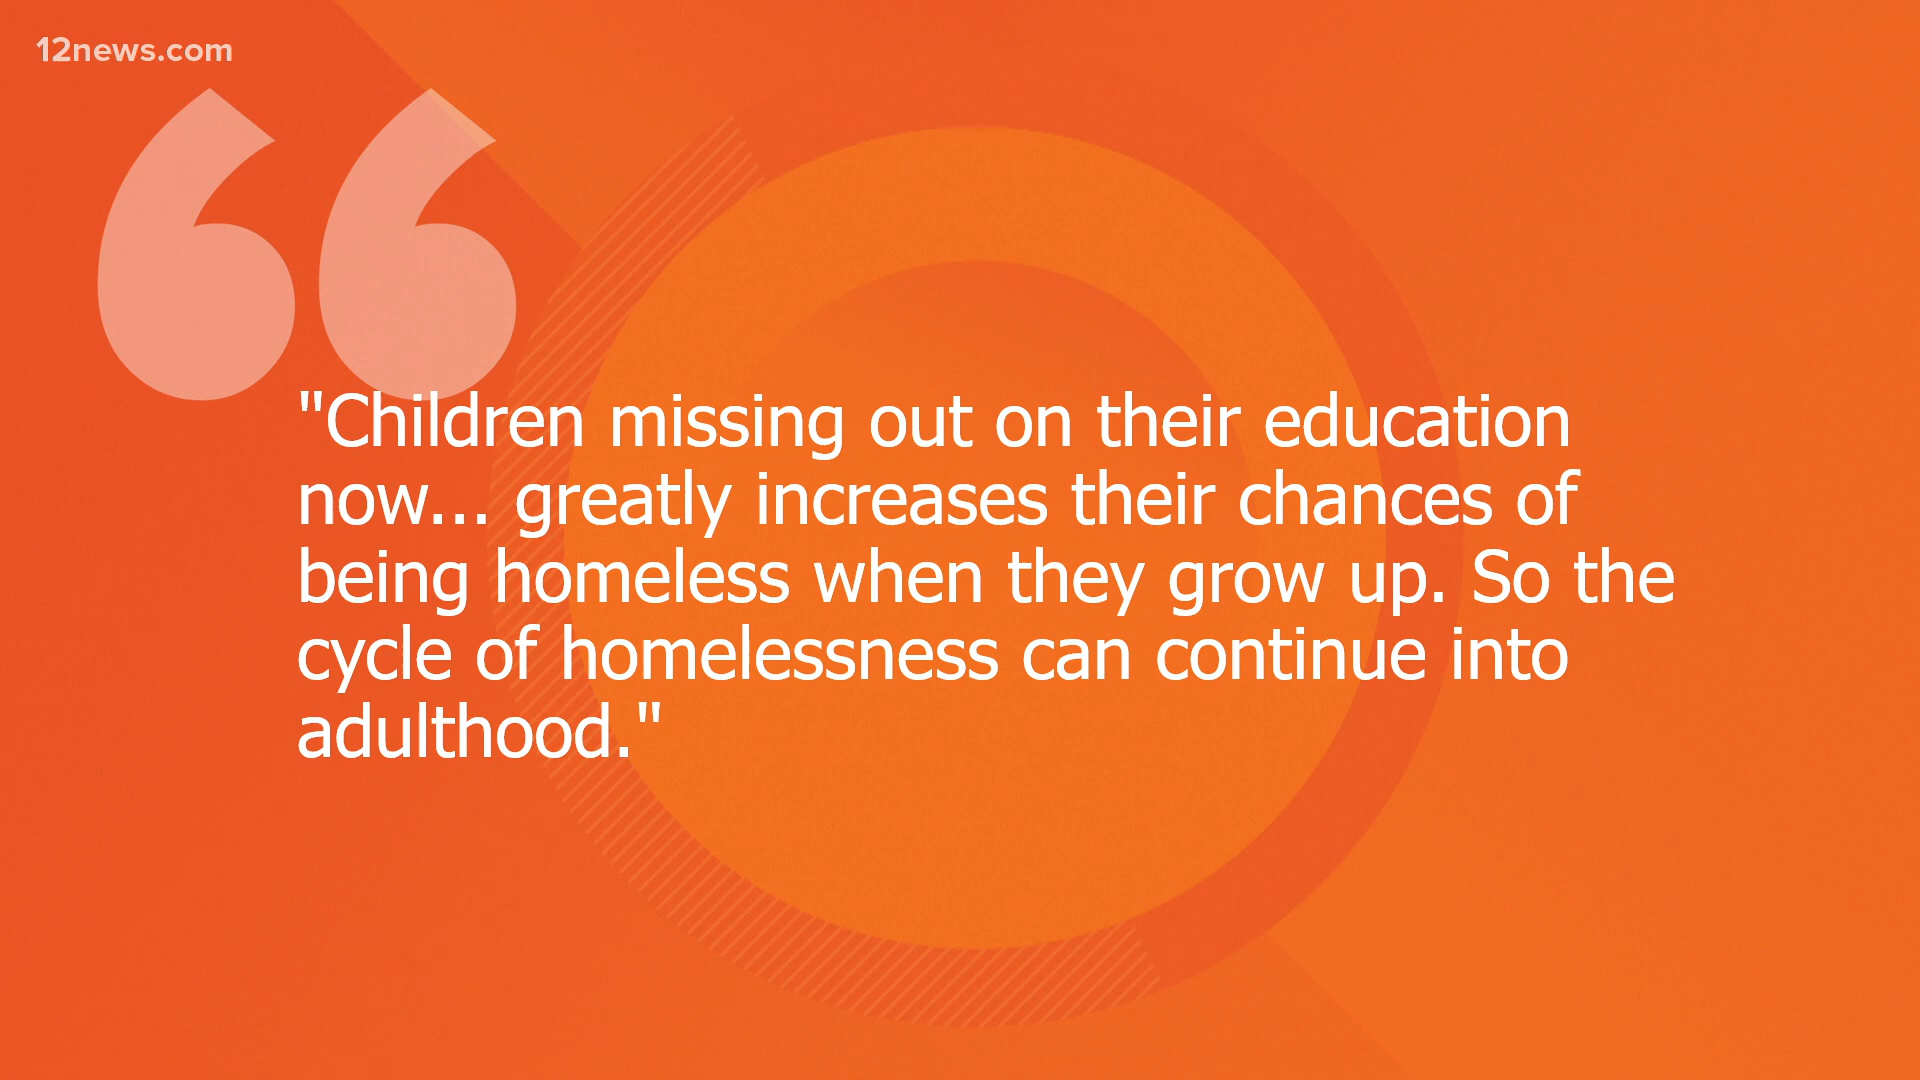 12news.com
"Children missing out on their education
now... greatly increases their chances of
being homeless when they grow up. So the
cycle of homelessness can continue into
adulthood."